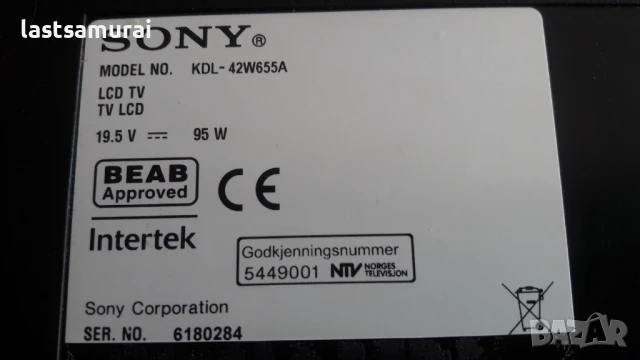 lastsamurai
SONY®
MODEL NO. KDL-42W655A
LCD TV
TV LCD
19.5 V ⎓ 95 W
BEAB
Approved
CE
Intertek
Godkjenningsnummer
5449001 NTV NORGES
TELEVISJON
Sony Corporation
SER. NO. 6180284
BAZAR